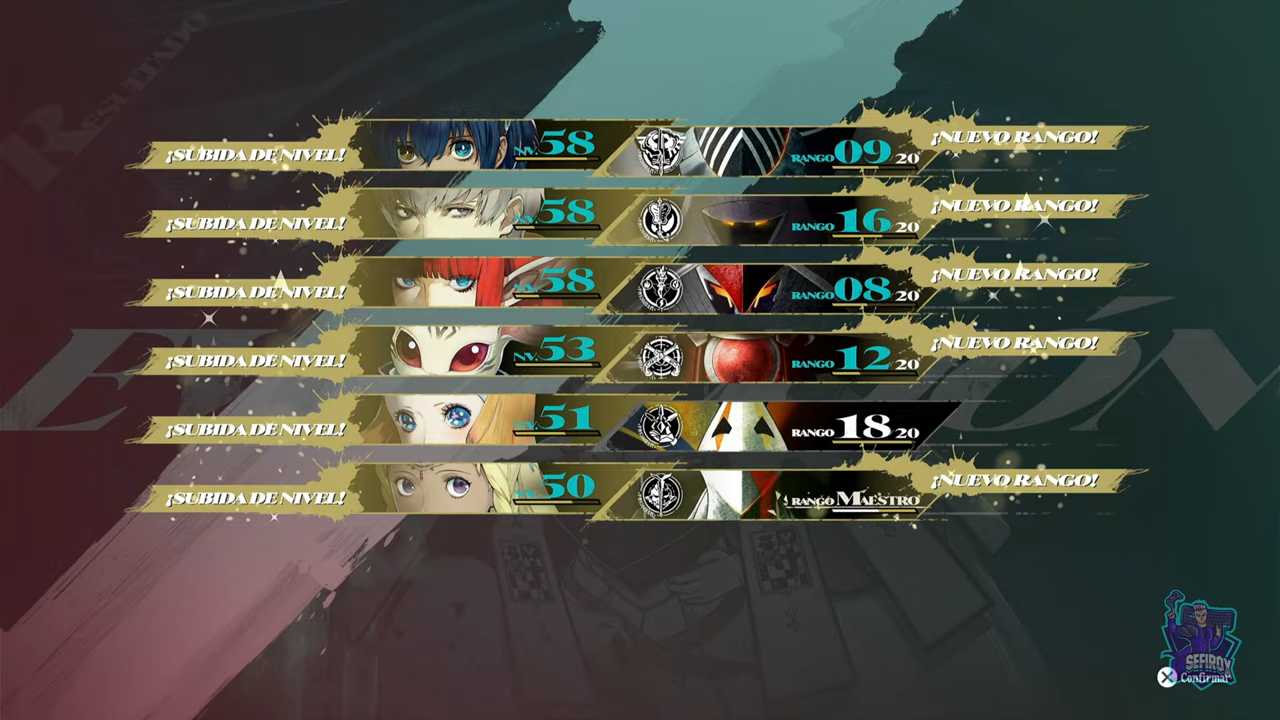 ¡SUBIDA DE NIVEL! NV. 58 RANGO 09/20 ¡NUEVO RANGO!
¡SUBIDA DE NIVEL! NV. 58 RANGO 16/20 ¡NUEVO RANGO!
¡SUBIDA DE NIVEL! NV. 58 RANGO 08/20 ¡NUEVO RANGO!
¡SUBIDA DE NIVEL! NV. 53 RANGO 12/20 ¡NUEVO RANGO!
¡SUBIDA DE NIVEL! NV. 51 RANGO 18/20
¡SUBIDA DE NIVEL! NV. 50 RANGO MAESTRO ¡NUEVO RANGO!
SEFIROY
Confirmar